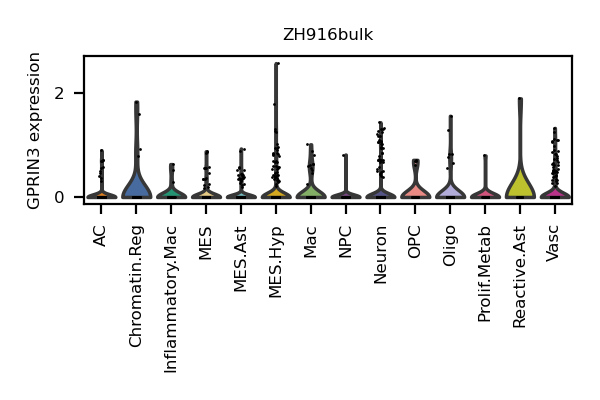 ZH916bulk
GPRIN3 expression
2
0
AC
Chromatin.Reg
Inflammatory.Mac
MES
MES.Ast
MES.Hyp
Mac
NPC
Neuron
OPC
Oligo
Prolif.Metab
Reactive.Ast
Vasc